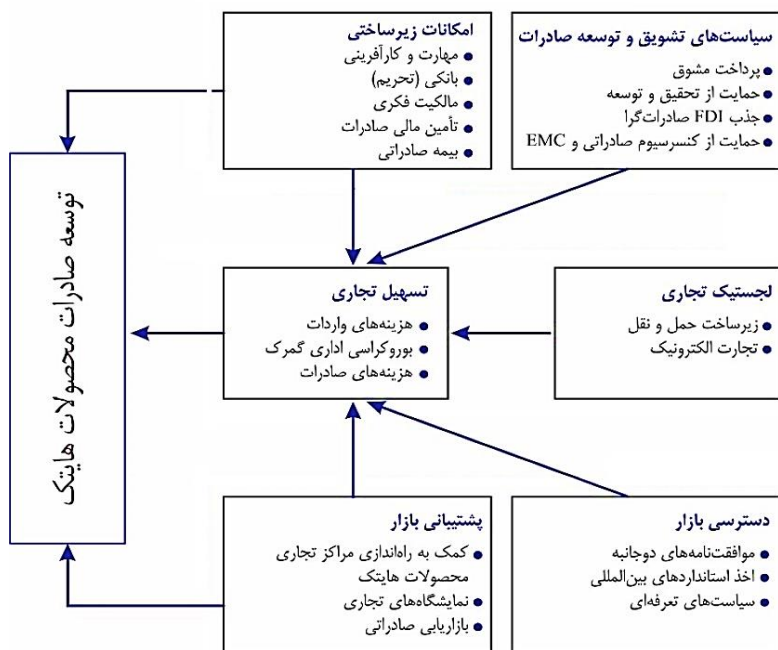 سیاست‌های تشویق و توسعه صادرات
پرداخت مشوق
حمایت از تحقیق و توسعه
جذب FDI صادرات‌گرا
حمایت از کنسرسیوم صادراتی و EMC
امکانات زیرساختی
مهارت و کارآفرینی
بانکی (تحریم)
مالکیت فکری
تأمین مالی صادرات
بیمه صادراتی
لجستیک تجاری
زیرساخت حمل و نقل
تجارت الکترونیک
تسهیل تجاری
هزینه‌های واردات
بوروکراسی اداری گمرک
هزینه‌های صادرات
توسعه صادرات محصولات هایتک
دسترسی بازار
موافقت‌نامه‌های دوجانبه
اخذ استانداردهای بین‌المللی
سیاست‌های تعرفه‌ای
پشتیبانی بازار
کمک به راه‌اندازی مراکز تجاری
محصولات هایتک
نمایشگاه‌های تجاری
بازاریابی صادراتی